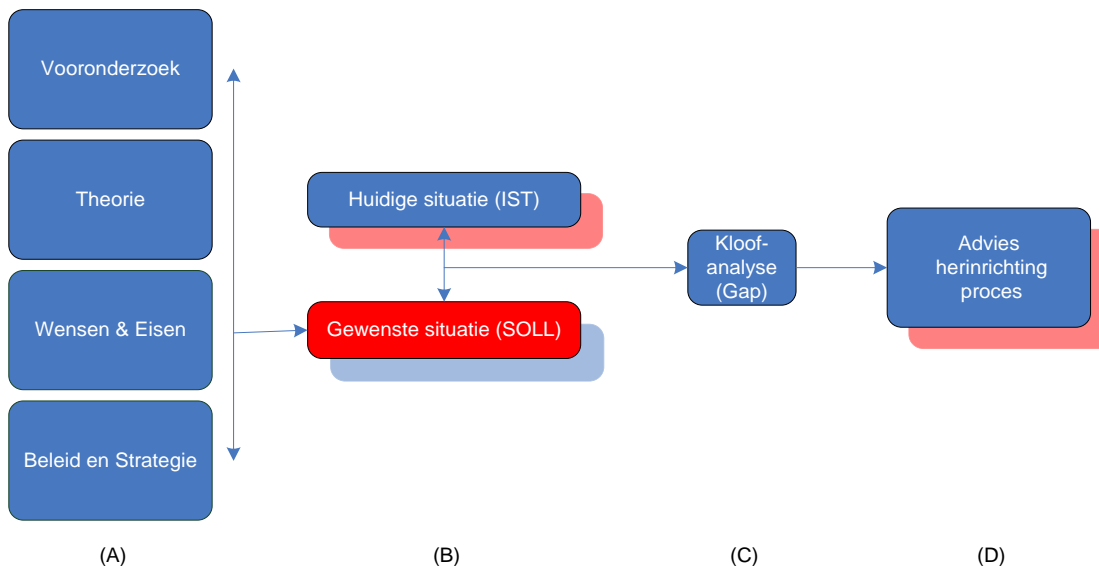 Vooronderzoek
Theorie
Wensen & Eisen
Beleid en Strategie
Huidige situatie (IST)
Gewenste situatie (SOLL)
Kloof-
analyse
(Gap)
Advies
herinrichting
proces
(A)
(B)
(C)
(D)